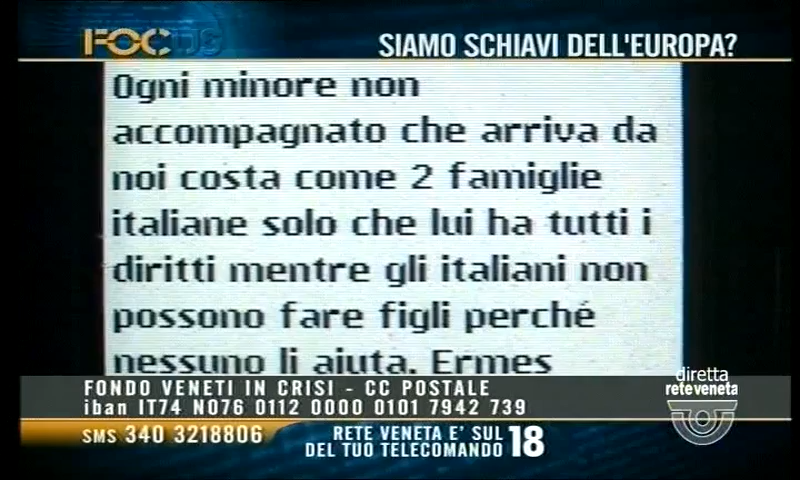 FOCUS
SIAMO SCHIAVI DELL'EUROPA?
Ogni minore non
accompagnato che arriva da
noi costa come 2 famiglie
italiane solo che lui ha tutti i
diritti mentre gli italiani non
possono fare figli perché
nessuno li aiuta. Ermes
FONDO VENETI IN CRISI - CC POSTALE
iban IT74 N076 0112 0000 0101 7942 739
diretta
reteveneta
SMS 340 3218806
RETE VENETA E' SUL
DEL TUO TELECOMANDO 18